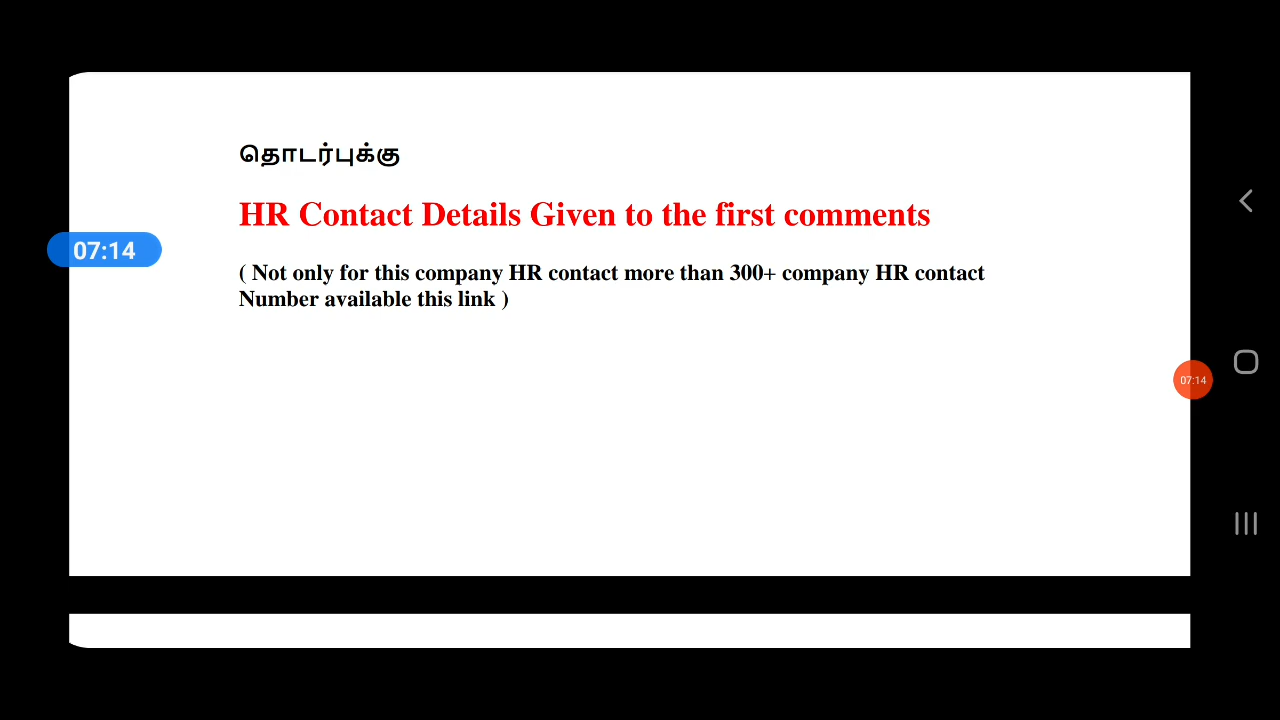 தொடர்புக்கு
HR Contact Details Given to the first comments
07:14
( Not only for this company HR contact more than 300+ company HR contact
Number available this link )
07:14